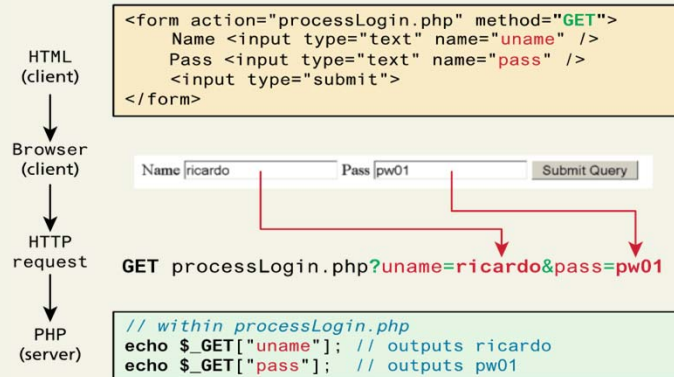 <form action="processLogin.php" method="GET">
Name <input type="text" name="uname" />
Pass <input type="text" name="pass" />
<input type="submit">
</form>
HTML
(client)
Browser
(client)
Name ricardo Pass pw01 Submit Query
HTTP
request
GET processLogin.php?uname=ricardo&pass=pw01
PHP
(server)
// within processLogin.php
echo $_GET["uname"]; // outputs ricardo
echo $_GET["pass"]; // outputs pw01